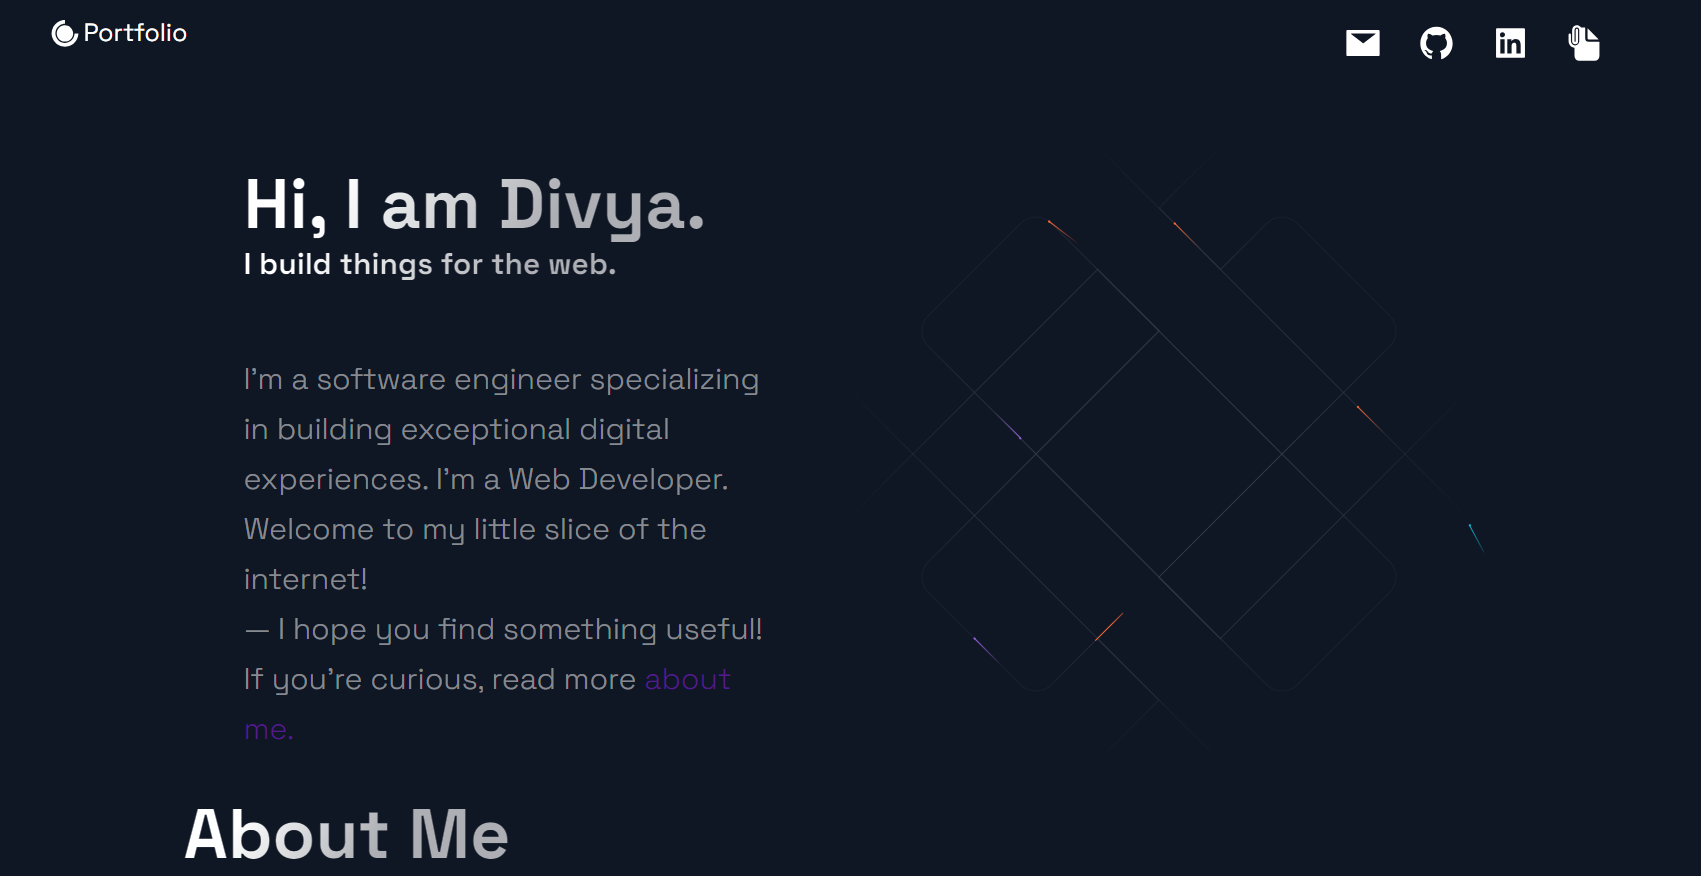 Portfolio
in
Hi, I am Divya.
I build things for the web.
I'm a software engineer specializing
in building exceptional digital
experiences. I'm a Web Developer.
Welcome to my little slice of the
internet!
— I hope you find something useful!
If you're curious, read more about
me.
About Me